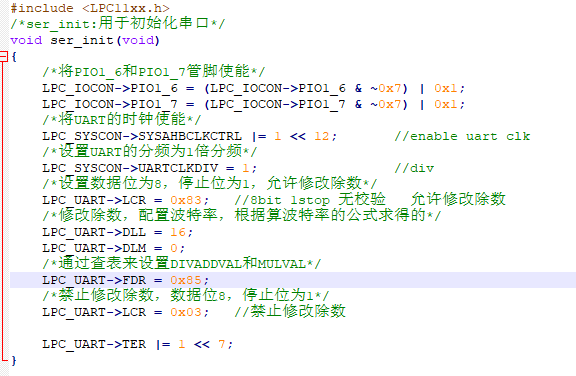 #include <LPC11xx.h>
/*ser_init:用于初始化串口*/
void ser_init(void)
{
    /*将PIO1_6和PIO1_7管脚使能*/
    LPC_IOCON->PIO1_6 = (LPC_IOCON->PIO1_6 & ~0x7) | 0x1;
    LPC_IOCON->PIO1_7 = (LPC_IOCON->PIO1_7 & ~0x7) | 0x1;
    /*将UART的时钟使能*/
    LPC_SYSCON->SYSAHBCLKCTRL |= 1 << 12;       //enable uart clk
    /*设置UART的分频为1倍分频*/
    LPC_SYSCON->UARTCLKDIV = 1;                 //div
    /*设置数据位为8，停止位为1，允许修改除数*/
    LPC_UART->LCR = 0x83;   //8bit 1stop 无校验   允许修改除数
    /*修改除数，配置波特率，根据算波特率的公式求得的*/
    LPC_UART->DLL = 16;
    LPC_UART->DLM = 0;
    /*通过查表来设置DIVADDVAL和MULVAL*/
    LPC_UART->FDR = 0x85;
    /*禁止修改除数，数据位8，停止位为1*/
    LPC_UART->LCR = 0x03;   //禁止修改除数
    LPC_UART->TER |= 1 << 7;
}